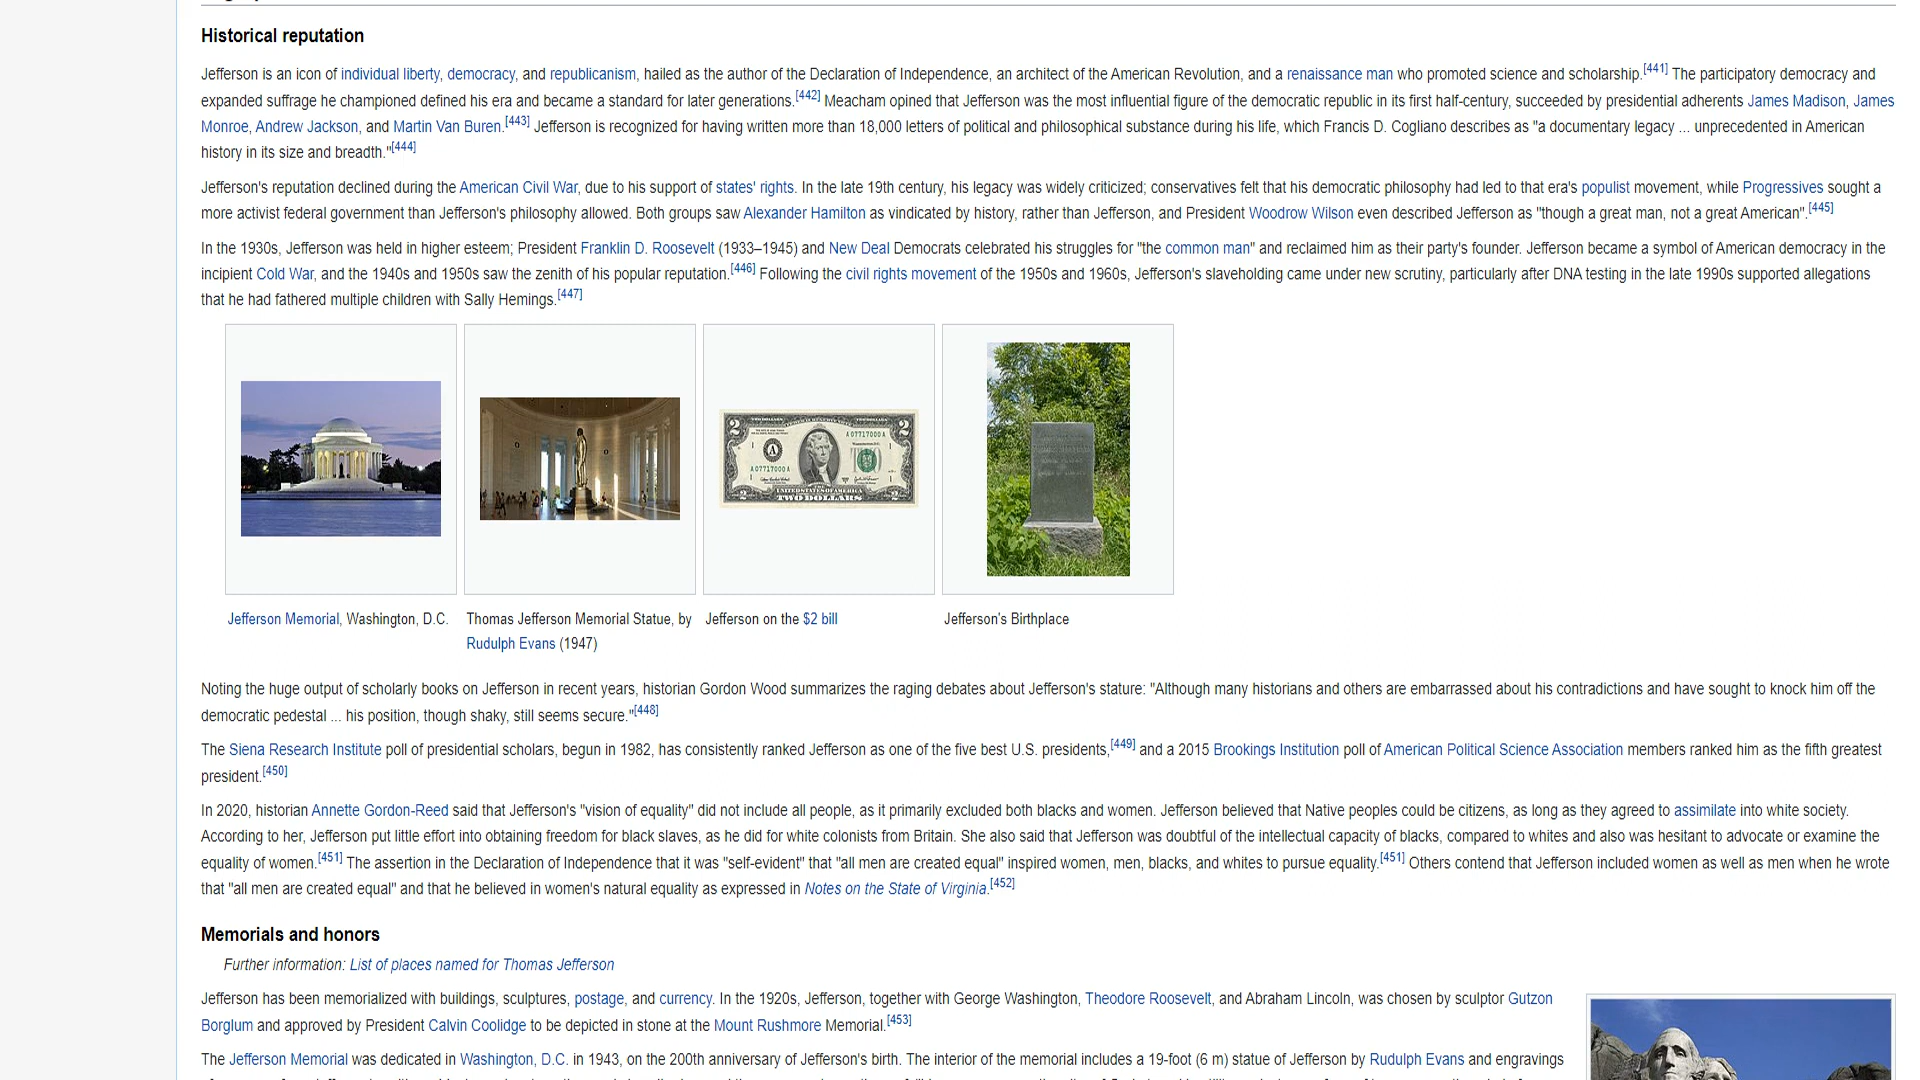 Historical reputation
Jefferson is an icon of individual liberty, democracy, and republicanism, hailed as the author of the Declaration of Independence, an architect of the American Revolution, and a renaissance man who promoted science and scholarship.[441] The participatory democracy and
expanded suffrage he championed defined his era and became a standard for later generations.[442] Meacham opined that Jefferson was the most influential figure of the democratic republic in its first half-century, succeeded by presidential adherents James Madison, James
Monroe, Andrew Jackson, and Martin Van Buren.[443] Jefferson is recognized for having written more than 18,000 letters of political and philosophical substance during his life, which Francis D. Cogliano describes as "a documentary legacy ... unprecedented in American
history in its size and breadth."[444]
Jefferson's reputation declined during the American Civil War, due to his support of states' rights. In the late 19th century, his legacy was widely criticized; conservatives felt that his democratic philosophy had led to that era's populist movement, while Progressives sought a
more activist federal government than Jefferson's philosophy allowed. Both groups saw Alexander Hamilton as vindicated by history, rather than Jefferson, and President Woodrow Wilson even described Jefferson as "though a great man, not a great American".[445]
In the 1930s, Jefferson was held in higher esteem; President Franklin D. Roosevelt (1933–1945) and New Deal Democrats celebrated his struggles for "the common man" and reclaimed him as their party's founder. Jefferson became a symbol of American democracy in the
incipient Cold War, and the 1940s and 1950s saw the zenith of his popular reputation.[446] Following the civil rights movement of the 1950s and 1960s, Jefferson's slaveholding came under new scrutiny, particularly after DNA testing in the late 1990s supported allegations
that he had fathered multiple children with Sally Hemings.[447]
2 2
A 07717000 A
A
A 07717000 A
UNITED STATES OF AMERICA
2 TWO DOLLARS 2
Jefferson Memorial, Washington, D.C.
Thomas Jefferson Memorial Statue, by
Rudulph Evans (1947)
Jefferson on the $2 bill
Jefferson's Birthplace
Noting the huge output of scholarly books on Jefferson in recent years, historian Gordon Wood summarizes the raging debates about Jefferson's stature: "Although many historians and others are embarrassed about his contradictions and have sought to knock him off the
democratic pedestal ... his position, though shaky, still seems secure."[448]
The Siena Research Institute poll of presidential scholars, begun in 1982, has consistently ranked Jefferson as one of the five best U.S. presidents,[449] and a 2015 Brookings Institution poll of American Political Science Association members ranked him as the fifth greatest
president.[450]
In 2020, historian Annette Gordon-Reed said that Jefferson's "vision of equality" did not include all people, as it primarily excluded both blacks and women. Jefferson believed that Native peoples could be citizens, as long as they agreed to assimilate into white society.
According to her, Jefferson put little effort into obtaining freedom for black slaves, as he did for white colonists from Britain. She also said that Jefferson was doubtful of the intellectual capacity of blacks, compared to whites and also was hesitant to advocate or examine the
equality of women.[451] The assertion in the Declaration of Independence that it was "self-evident" that "all men are created equal" inspired women, men, blacks, and whites to pursue equality.[451] Others contend that Jefferson included women as well as men when he wrote
that "all men are created equal" and that he believed in women's natural equality as expressed in Notes on the State of Virginia.[452]
Memorials and honors
Further information: List of places named for Thomas Jefferson
Jefferson has been memorialized with buildings, sculptures, postage, and currency. In the 1920s, Jefferson, together with George Washington, Theodore Roosevelt, and Abraham Lincoln, was chosen by sculptor Gutzon
Borglum and approved by President Calvin Coolidge to be depicted in stone at the Mount Rushmore Memorial.[453]
The Jefferson Memorial was dedicated in Washington, D.C. in 1943, on the 200th anniversary of Jefferson's birth. The interior of the memorial includes a 19-foot (6 m) statue of Jefferson by Rudulph Evans and engravings